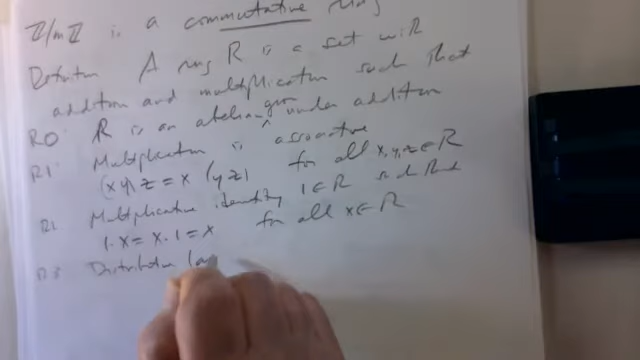 Z/mZ is a commutative ring
Definition A ring R is a set with
addition and multiplication such that
R0: R is an abelian group under addition
R1: Multiplication is associative
(xy)z = x(yz) for all x,y,z ∈ R
R2: Multiplicative identity 1 ∈ R such that
1·x = x·1 = x for all x ∈ R
R3: Distributive law